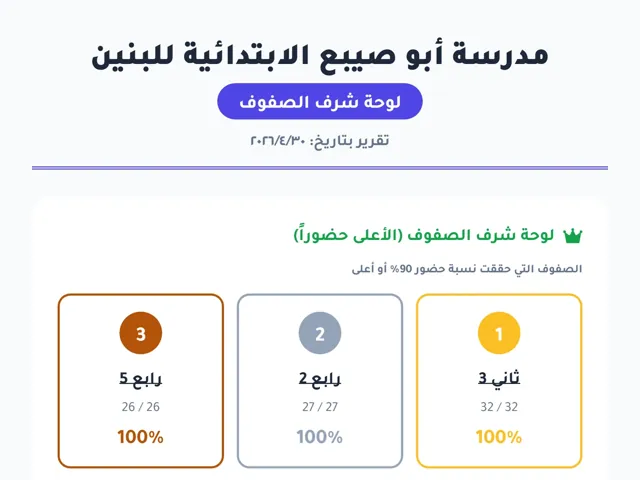 مدرسة أبو صيبع الابتدائية للبنين
لوحة شرف الصفوف
تقرير بتاريخ: ٢٠٢٦/٤/٣٠
لوحة شرف الصفوف (الأعلى حضوراً)
الصفوف التي حققت نسبة حضور 90% أو أعلى
1
ثاني 3
32 / 32
100%
2
رابع 2
27 / 27
100%
3
رابع 5
26 / 26
100%